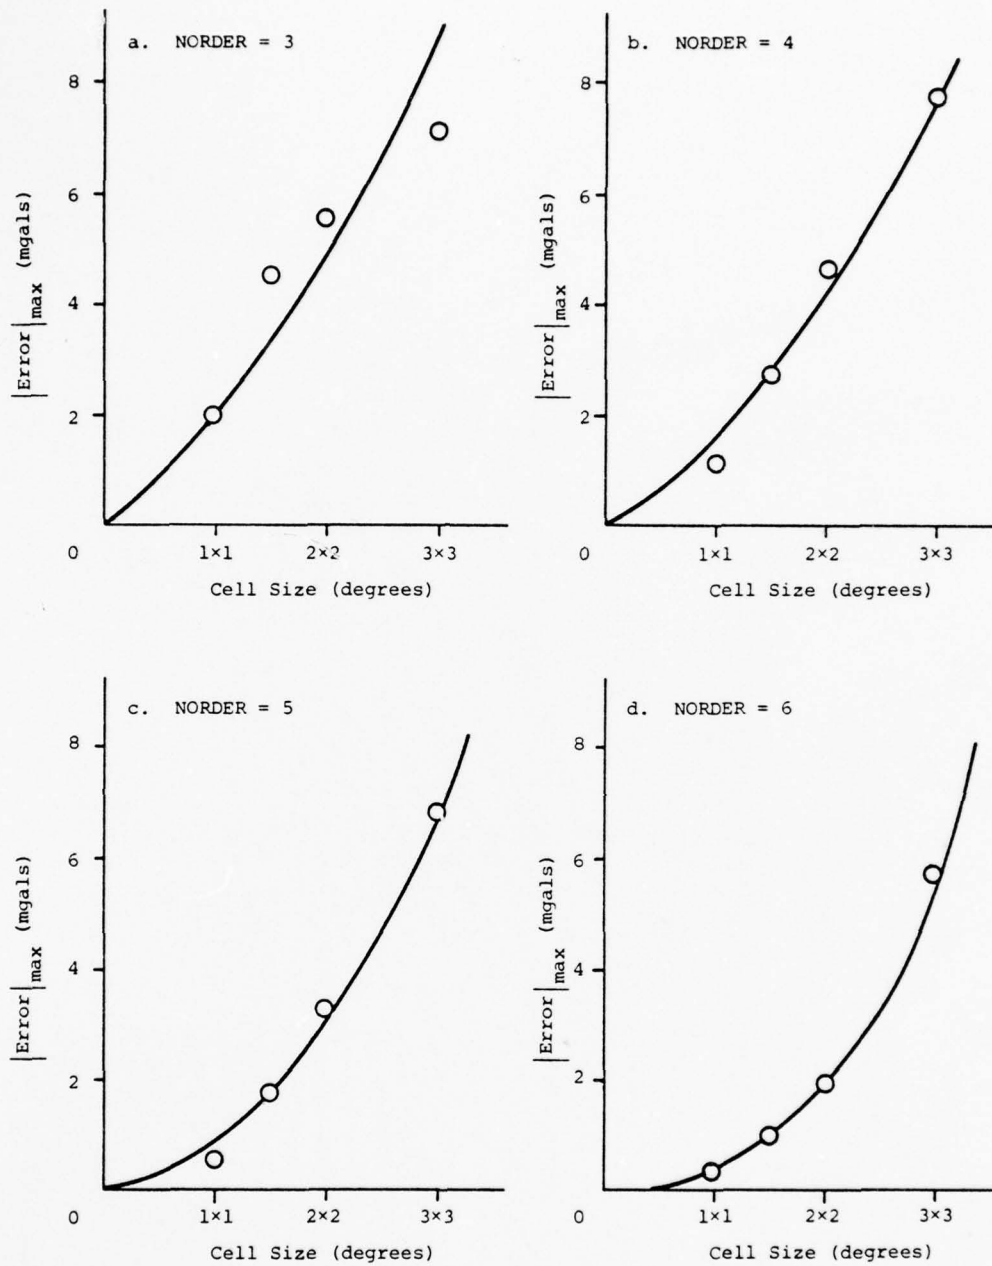 a. NORDER = 3
8
6
4
2
0
1×1 2×2 3×3
Cell Size (degrees)
|Error|max (mgals)
b. NORDER = 4
8
6
4
2
0
1×1 2×2 3×3
Cell Size (degrees)
|Error|max (mgals)
c. NORDER = 5
8
6
4
2
0
1×1 2×2 3×3
Cell Size (degrees)
|Error|max (mgals)
d. NORDER = 6
8
6
4
2
0
1×1 2×2 3×3
Cell Size (degrees)
|Error|max (mgals)